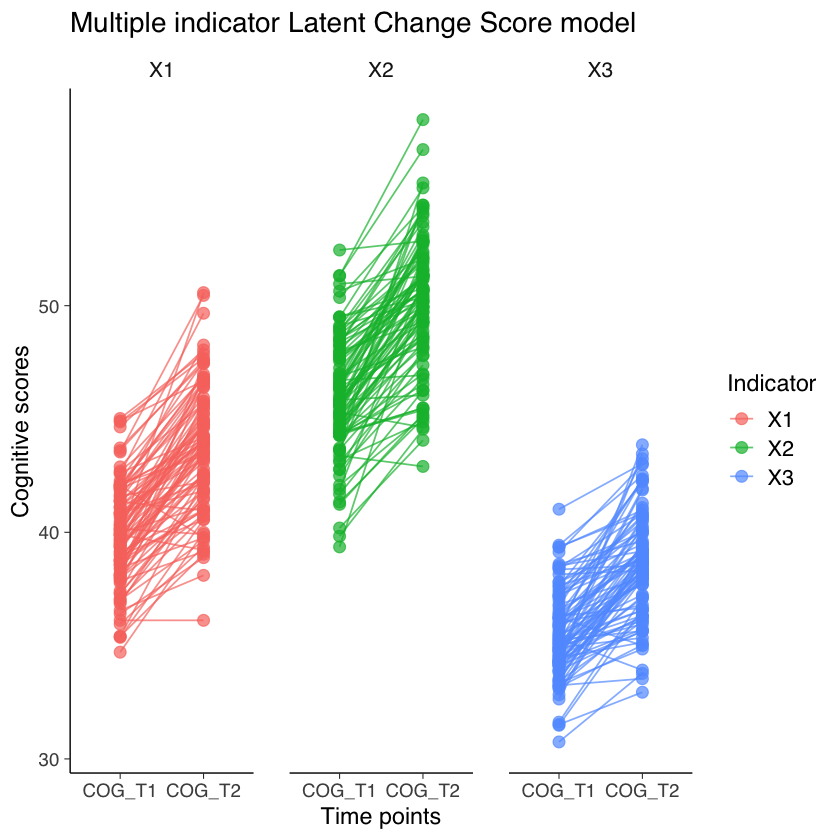 Multiple indicator Latent Change Score model
X1 X2 X3
50
40
30
Cognitive scores
COG_T1 COG_T2 COG_T1 COG_T2 COG_T1 COG_T2
Time points
Indicator
X1
X2
X3